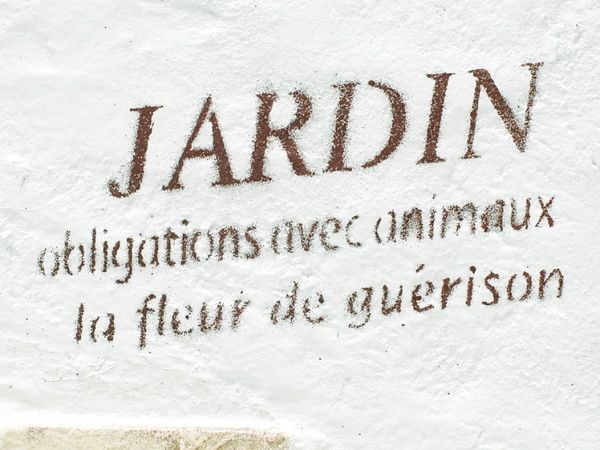 JARDIN
obligations avec animaux
la fleur de guérison